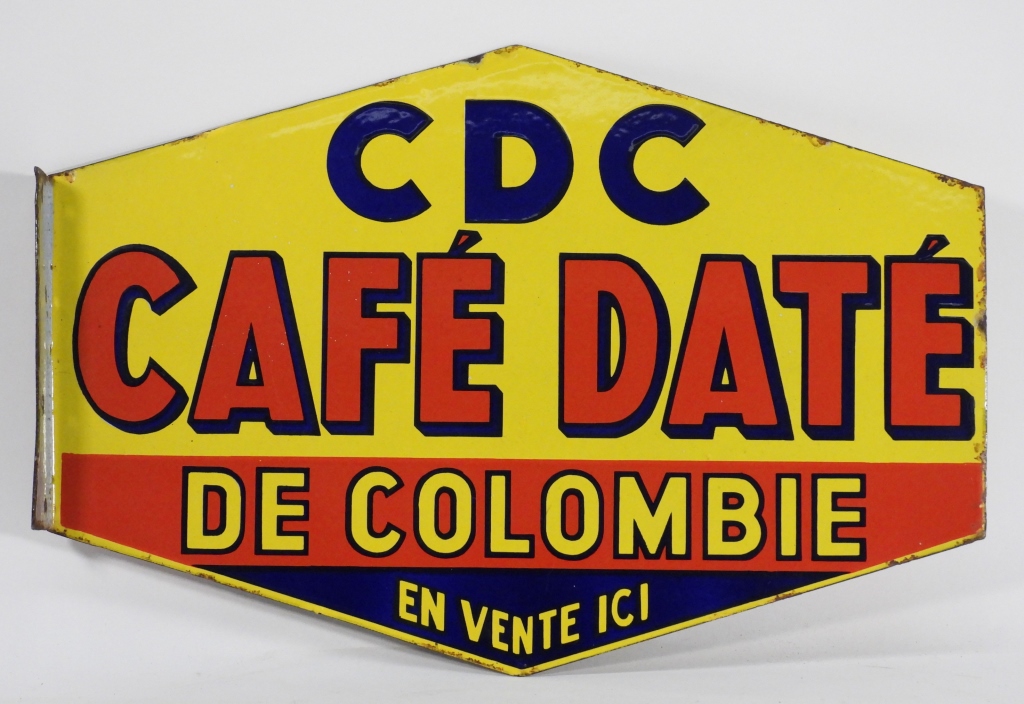 CDC
CAFÉ DATÉ
DE COLOMBIE
EN VENTE ICI